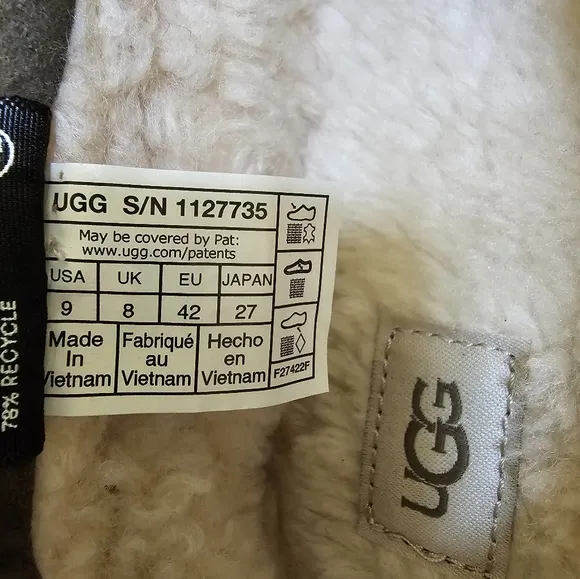 UGG S/N 1127735
May be covered by Pat:
www.ugg.com/patents
USA UK EU JAPAN
9 8 42 27
Made In Vietnam
Fabriqué au Vietnam
Hecho en Vietnam
F27422F
78% RECYCLE
UGG